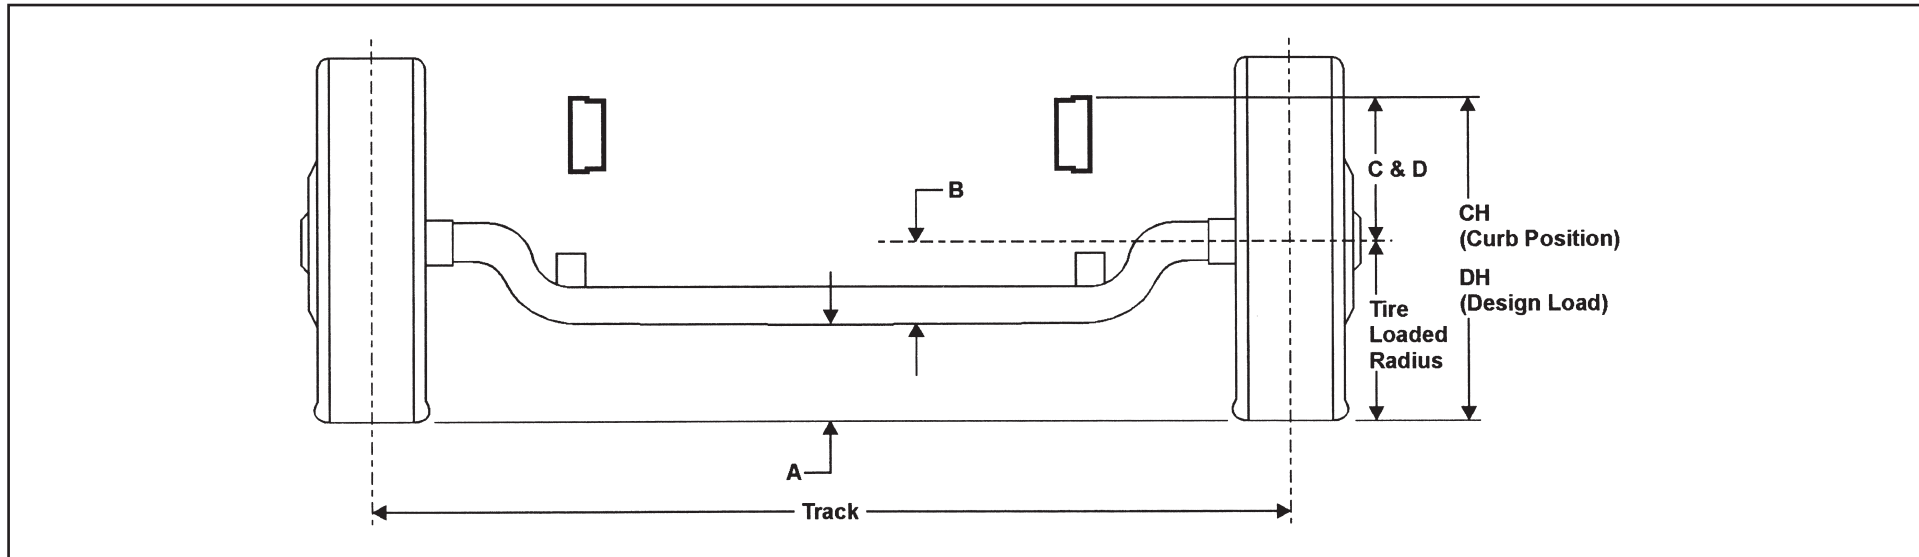 B
C & D
CH
(Curb Position)
DH
(Design Load)
Tire
Loaded
Radius
A
Track